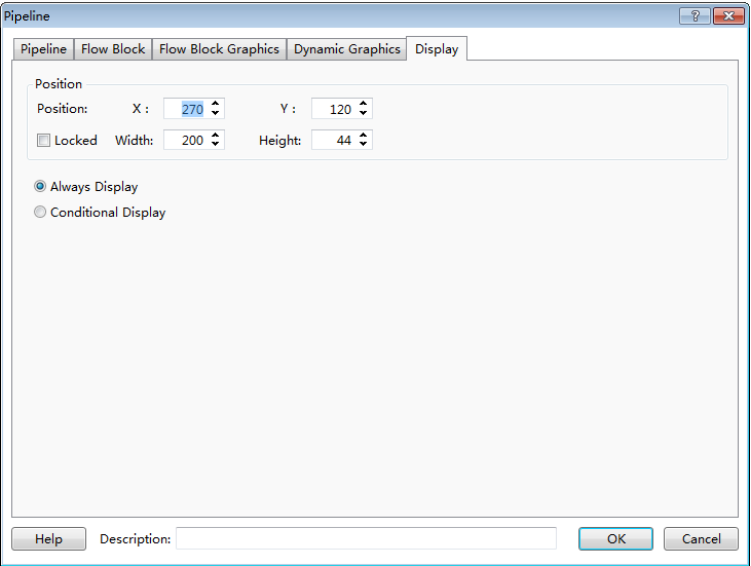 Pipeline
Pipeline Flow Block Flow Block Graphics Dynamic Graphics Display
Position
Position: X : 270 Y : 120
Locked Width: 200 Height: 44
Always Display
Conditional Display
Help Description: OK Cancel